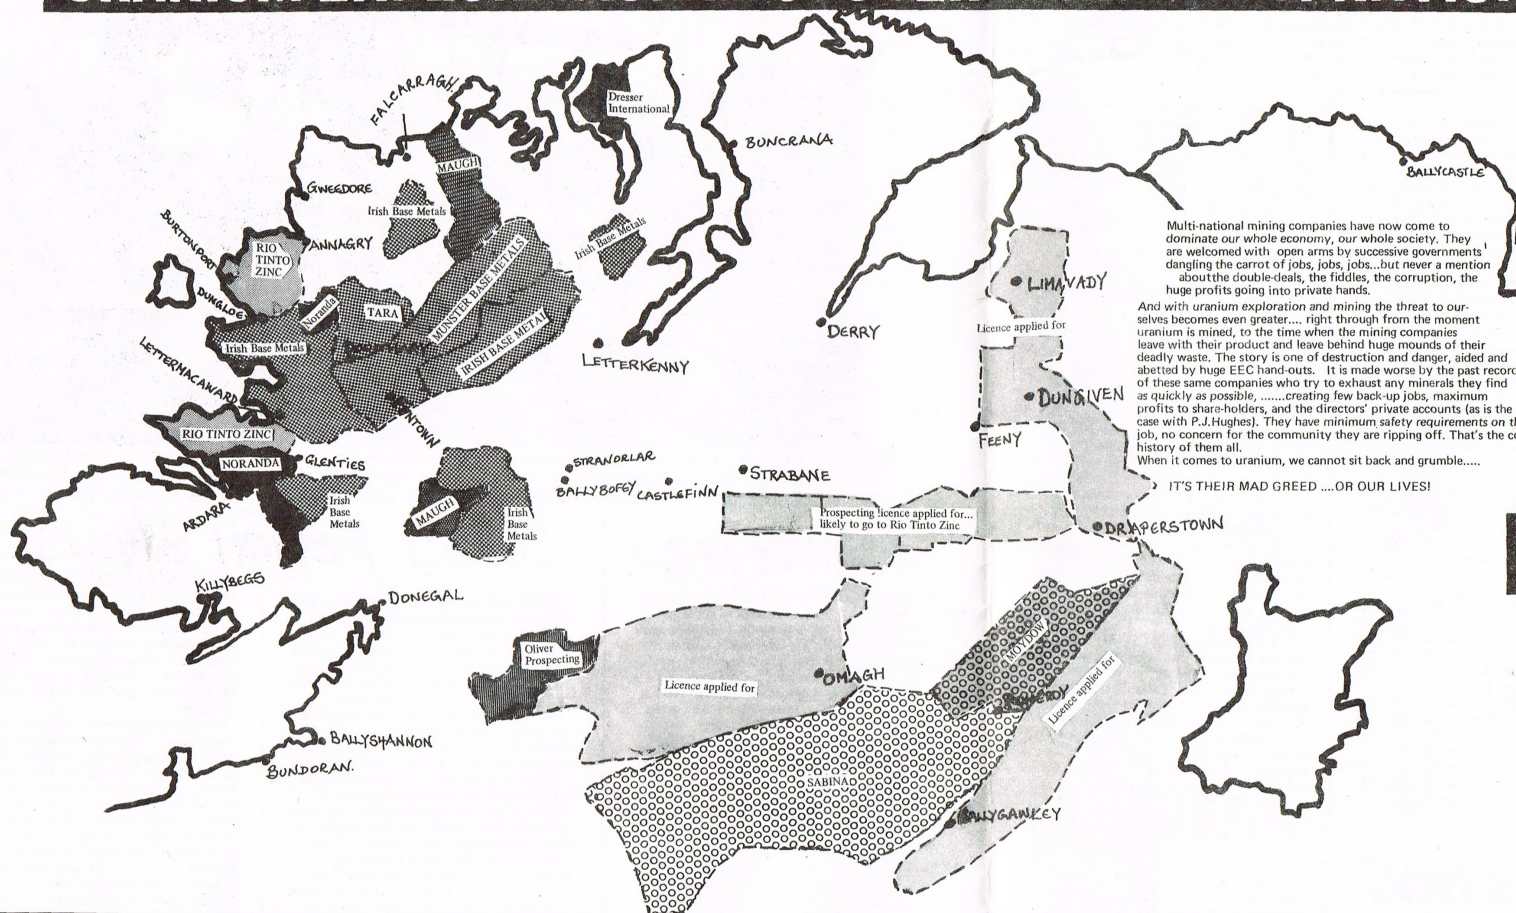 FALCARRAGH.
Dresser
International
BUNCRANA
MAUGH
BALLYCASTLE
GWEEDORE
Irish Base Metals
BURTONPORT
ANNAGRY
RIO
TINTO
ZINC
Irish Base Metals
MUNSTER BASE METALS
DUNGLOE
Noranda
TARA
LIMAVADY
DERRY
Licence applied for
Irish Base Metals
IRISH BASE METAL
LETTERKENNY
LETTERMACAWARD
DUNGIVEN
FEENY
RIO TINTO ZINC
NORANDA
GLENTIES
STRANORLAR
BALLYBOFEY
CASTLEFINN
STRABANE
ARDARA
Irish
Base
Metals
MAUGH
Irish
Base
Metals
Prospecting licence applied for...
likely to go to Rio Tinto Zinc
DRAPERSTOWN
KILLYBEGS
DONEGAL
Oliver
Prospecting
MOYDOW
Licence applied for
OMAGH
POMEROY
Licence applied for
BALLYSHANNON
BUNDORAN.
SABINA
BALLYGAWLEY
Multi-national mining companies have now come to
dominate our whole economy, our whole society. They
are welcomed with open arms by successive governments
dangling the carrot of jobs, jobs, jobs...but never a mention
aboutthe double-deals, the fiddles, the corruption, the
huge profits going into private hands.
And with uranium exploration and mining the threat to our-
selves becomes even greater.... right through from the moment
uranium is mined, to the time when the mining companies
leave with their product and leave behind huge mounds of their
deadly waste. The story is one of destruction and danger, aided and
abetted by huge EEC hand-outs. It is made worse by the past record
of these same companies who try to exhaust any minerals they find
as quickly as possible, .......creating few back-up jobs, maximum
profits to share-holders, and the directors' private accounts (as is the
case with P.J.Hughes). They have minimum safety requirements on
job, no concern for the community they are ripping off. That's the
history of them all.
When it comes to uranium, we cannot sit back and grumble.....
IT'S THEIR MAD GREED ....OR OUR LIVES!